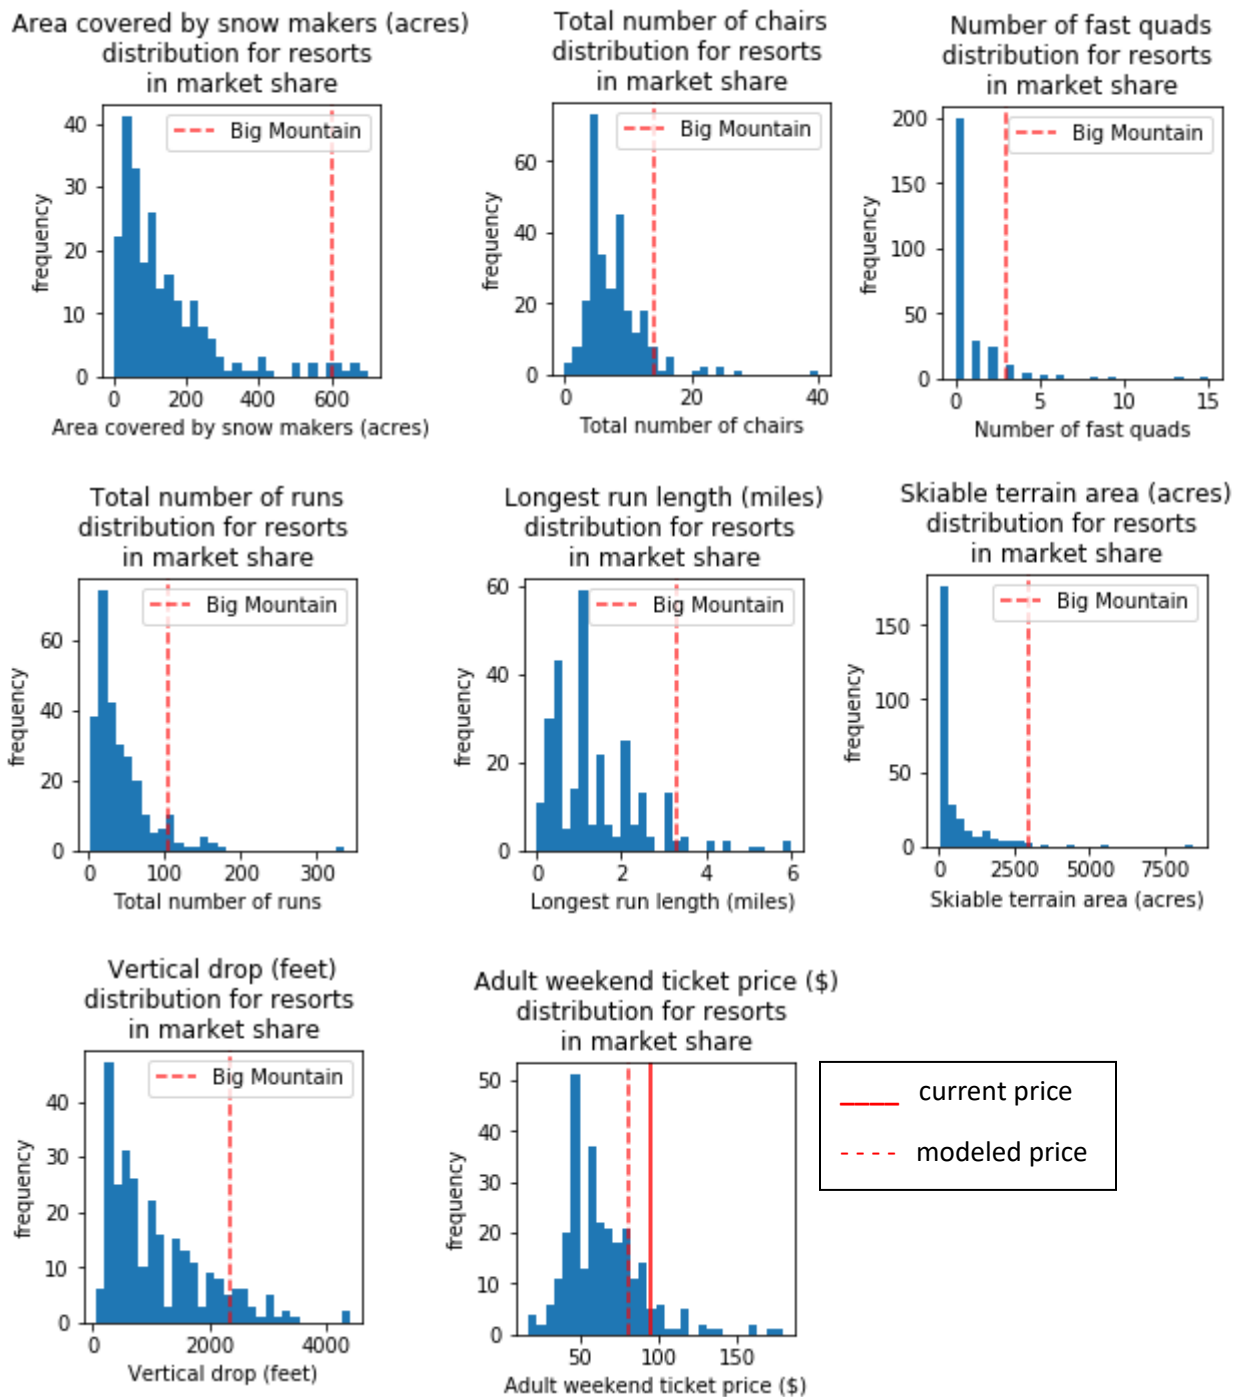 Area covered by snow makers (acres)
distribution for resorts
in market share
40
30
20
10
0
frequency
Big Mountain
0 200 400 600
Area covered by snow makers (acres)
Total number of chairs
distribution for resorts
in market share
60
40
20
0
frequency
Big Mountain
0 20 40
Total number of chairs
Number of fast quads
distribution for resorts
in market share
200
150
100
50
0
frequency
Big Mountain
0 5 10 15
Number of fast quads
Total number of runs
distribution for resorts
in market share
60
40
20
0
frequency
Big Mountain
0 100 200 300
Total number of runs
Longest run length (miles)
distribution for resorts
in market share
60
40
20
0
frequency
Big Mountain
0 2 4 6
Longest run length (miles)
Skiable terrain area (acres)
distribution for resorts
in market share
150
100
50
0
frequency
Big Mountain
0 2500 5000 7500
Skiable terrain area (acres)
Vertical drop (feet)
distribution for resorts
in market share
40
30
20
10
0
frequency
Big Mountain
0 2000 4000
Vertical drop (feet)
Adult weekend ticket price ($)
distribution for resorts
in market share
50
40
30
20
10
0
frequency
50 100 150
Adult weekend ticket price ($)
current price
modeled price